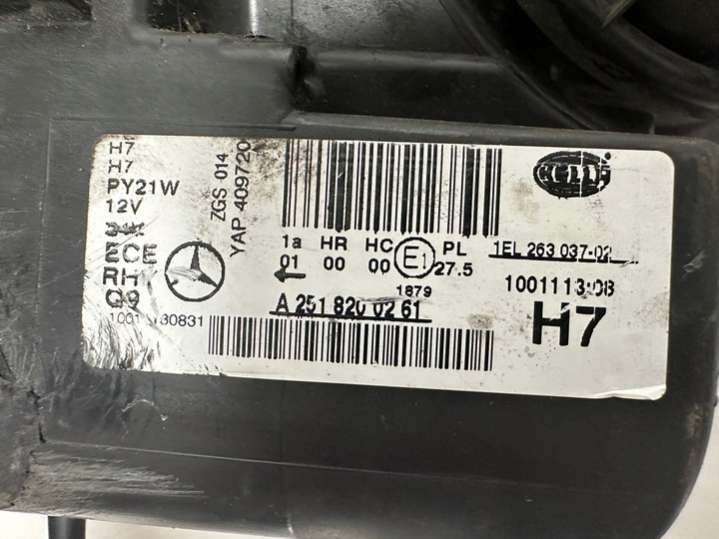 H7
H7
PY21W
12V
ECE
RH
ZGS 014
YAP 409720
1a HR HC E1 PL
01 00 00 27.5
1879
A 251 820 02 61
HELLA
1EL 263 037-02
1001113:08
H7